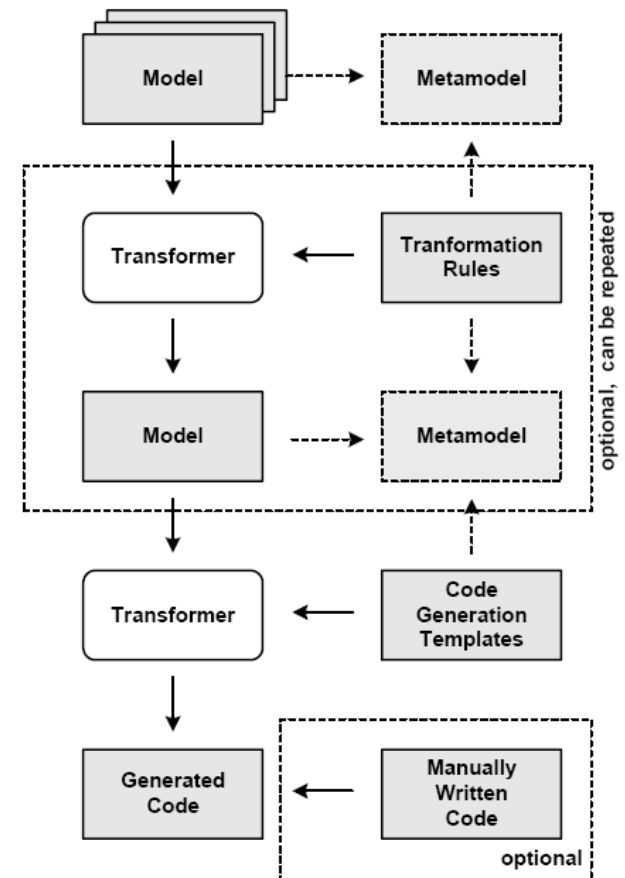 Model
Metamodel
Transformer
Tranformation
Rules
optional, can be repeated
Model
Metamodel
Transformer
Code
Generation
Templates
Generated
Code
Manually
Written
Code
optional